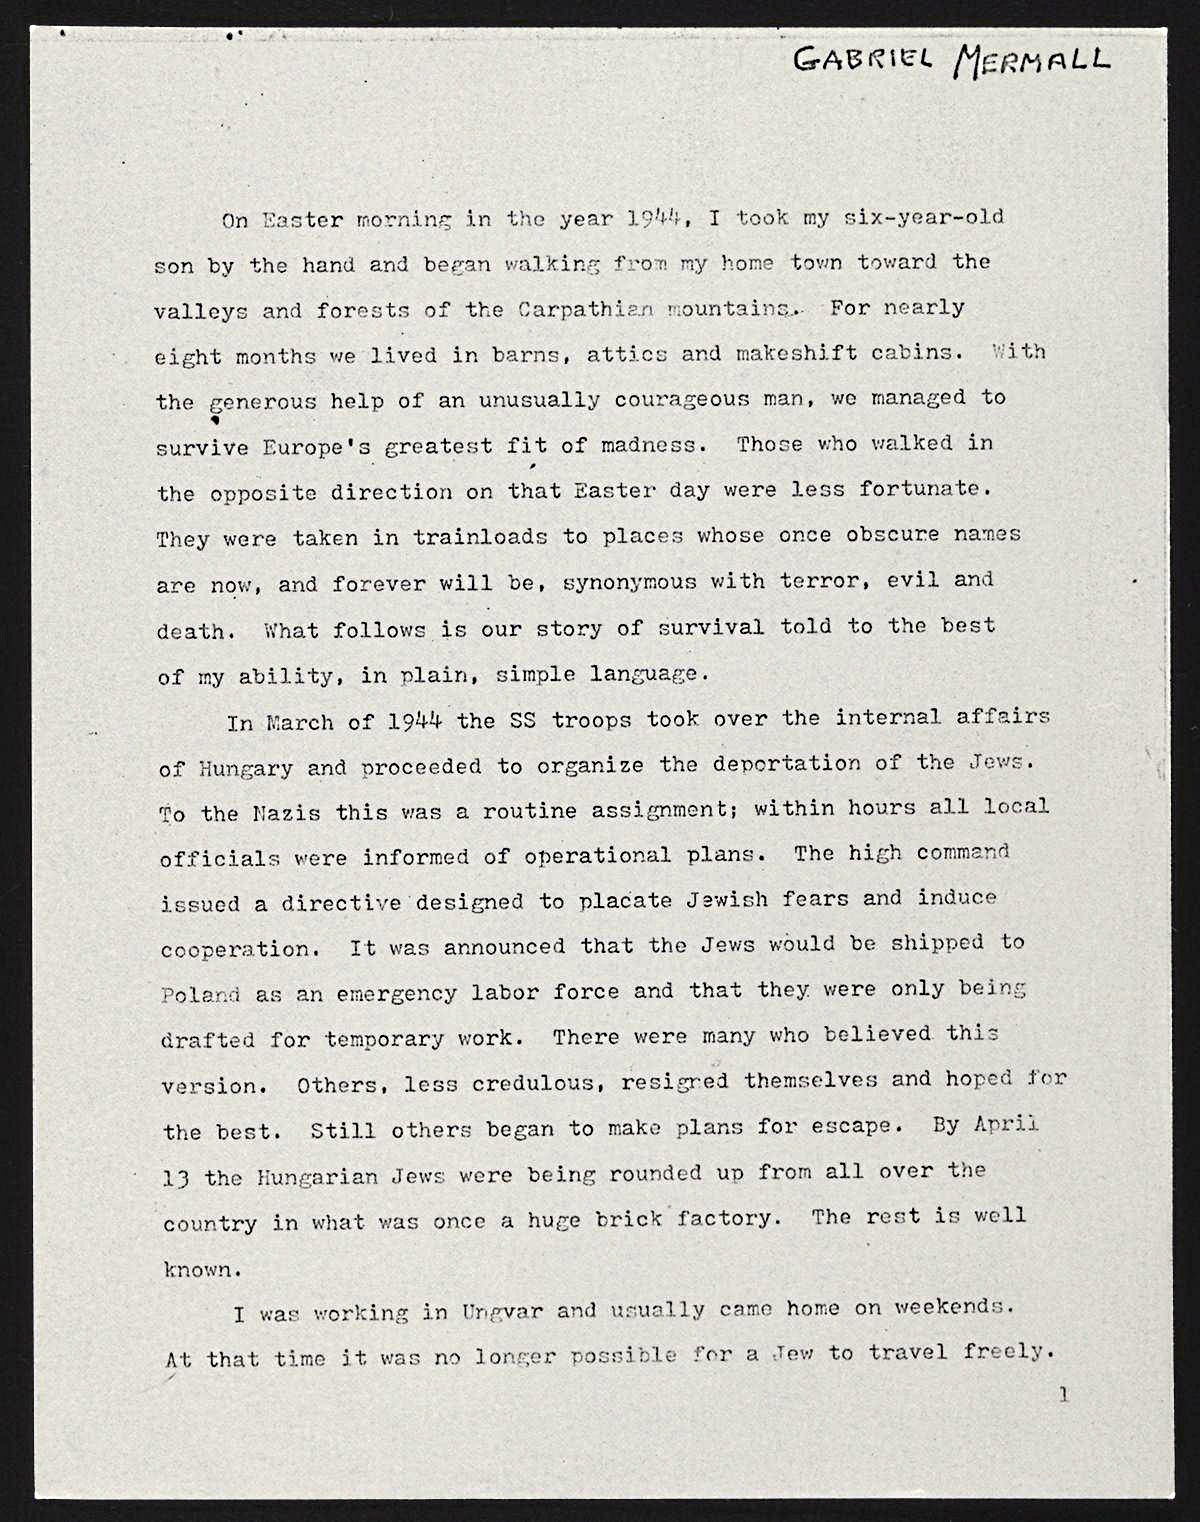 GABRIEL MERMALL
On Easter morning in the year 1944, I took my six-year-old
son by the hand and began walking from my home town toward the
valleys and forests of the Carpathian mountains. For nearly
eight months we lived in barns, attics and makeshift cabins. With
the generous help of an unusually courageous man, we managed to
survive Europe's greatest fit of madness. Those who walked in
the opposite direction on that Easter day were less fortunate.
They were taken in trainloads to places whose once obscure names
are now, and forever will be, synonymous with terror, evil and
death. What follows is our story of survival told to the best
of my ability, in plain, simple language.
In March of 1944 the SS troops took over the internal affairs
of Hungary and proceeded to organize the deportation of the Jews.
To the Nazis this was a routine assignment; within hours all local
officials were informed of operational plans. The high command
issued a directive designed to placate Jewish fears and induce
cooperation. It was announced that the Jews would be shipped to
Poland as an emergency labor force and that they were only being
drafted for temporary work. There were many who believed this
version. Others, less credulous, resigned themselves and hoped for
the best. Still others began to make plans for escape. By April
13 the Hungarian Jews were being rounded up from all over the
country in what was once a huge brick factory. The rest is well
known.
I was working in Ungvar and usually came home on weekends.
At that time it was no longer possible for a Jew to travel freely.
1